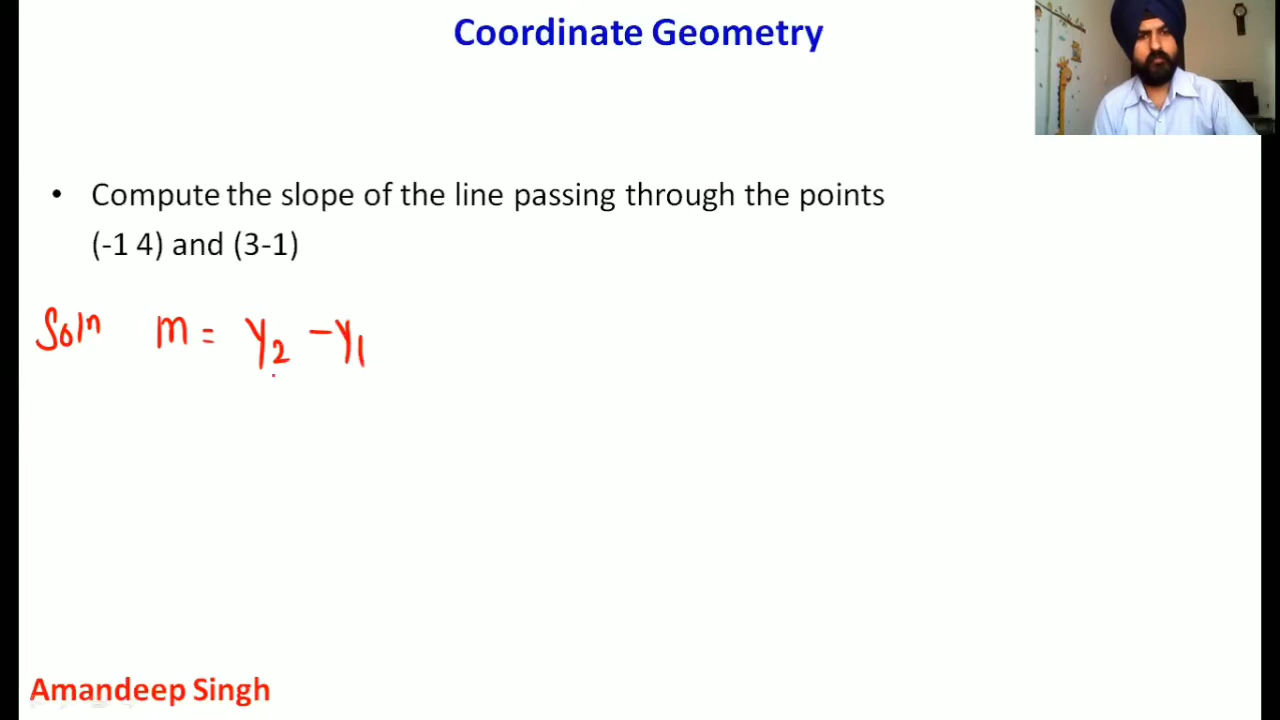 Coordinate Geometry
• Compute the slope of the line passing through the points
(-1 4) and (3-1)
Soln m = y₂ - y₁
Amandeep Singh